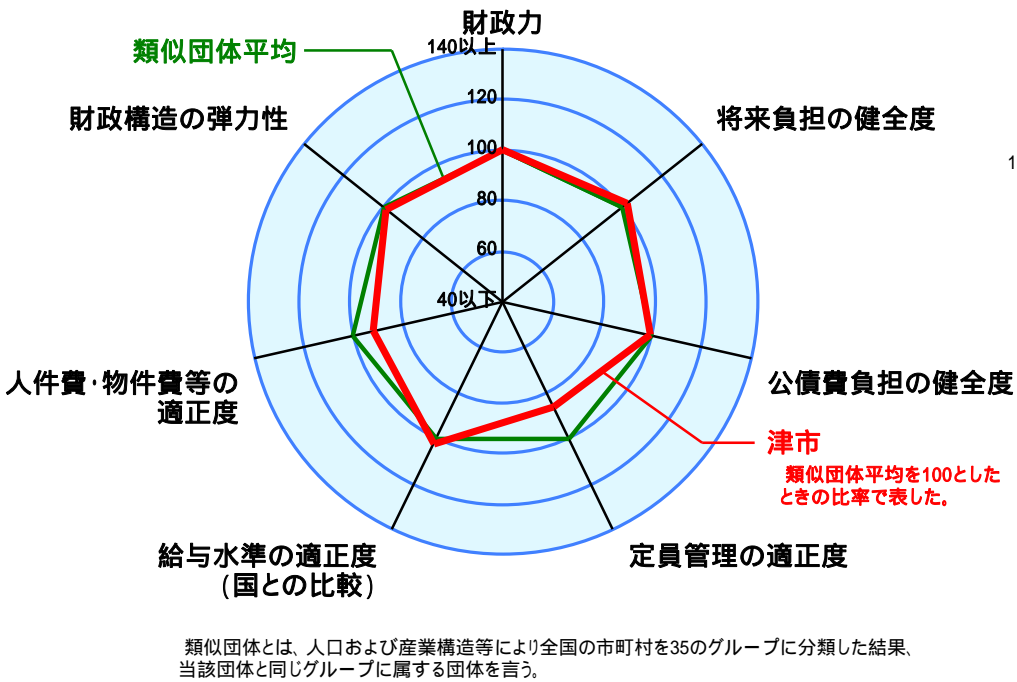 財政力
140以上
類似団体平均
120
財政構造の弾力性
将来負担の健全度
100
1
80
60
40以下
人件費・物件費等の
適正度
公債費負担の健全度
津市
類似団体平均を100とした
ときの比率で表した。
給与水準の適正度
(国との比較)
定員管理の適正度
類似団体とは、人口および産業構造等により全国の市町村を35のグループに分類した結果、
当該団体と同じグループに属する団体を言う。